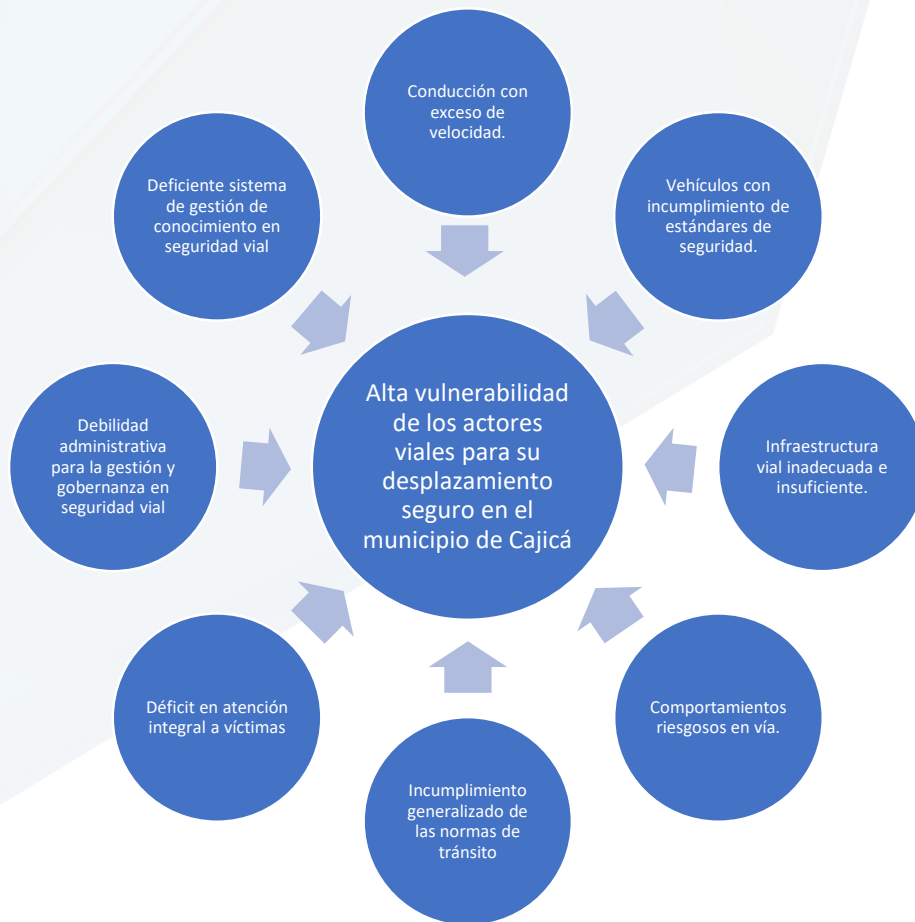 Conducción con
exceso de
velocidad.
Vehículos con
incumplimiento de
estándares de
seguridad.
Infraestructura
vial inadecuada e
insuficiente.
Comportamientos
riesgosos en vía.
Incumplimiento
generalizado de
las normas de
tránsito
Déficit en atención
integral a víctimas
Debilidad
administrativa
para la gestión y
gobernanza en
seguridad vial
Deficiente sistema
de gestión de
conocimiento en
seguridad vial
Alta vulnerabilidad
de los actores
viales para su
desplazamiento
seguro en el
municipio de Cajicá